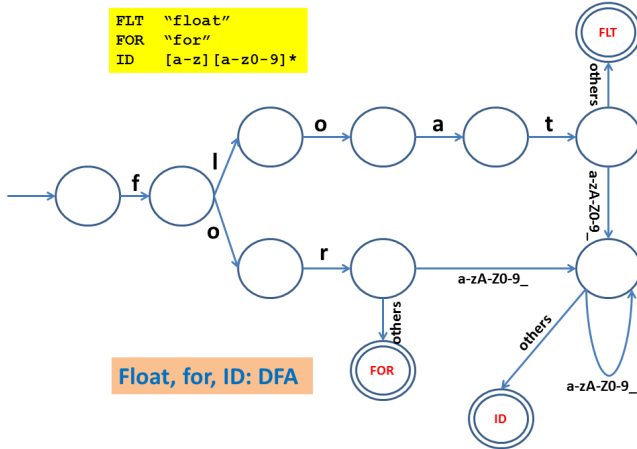 FLT "float"
FOR "for"
ID [a-z][a-z0-9]*
FLT
others
o
a
t
l
f
a-zA-Z0-9_
o
r
a-zA-Z0-9_
others
others
FOR
Float, for, ID: DFA
a-zA-Z0-9_
ID